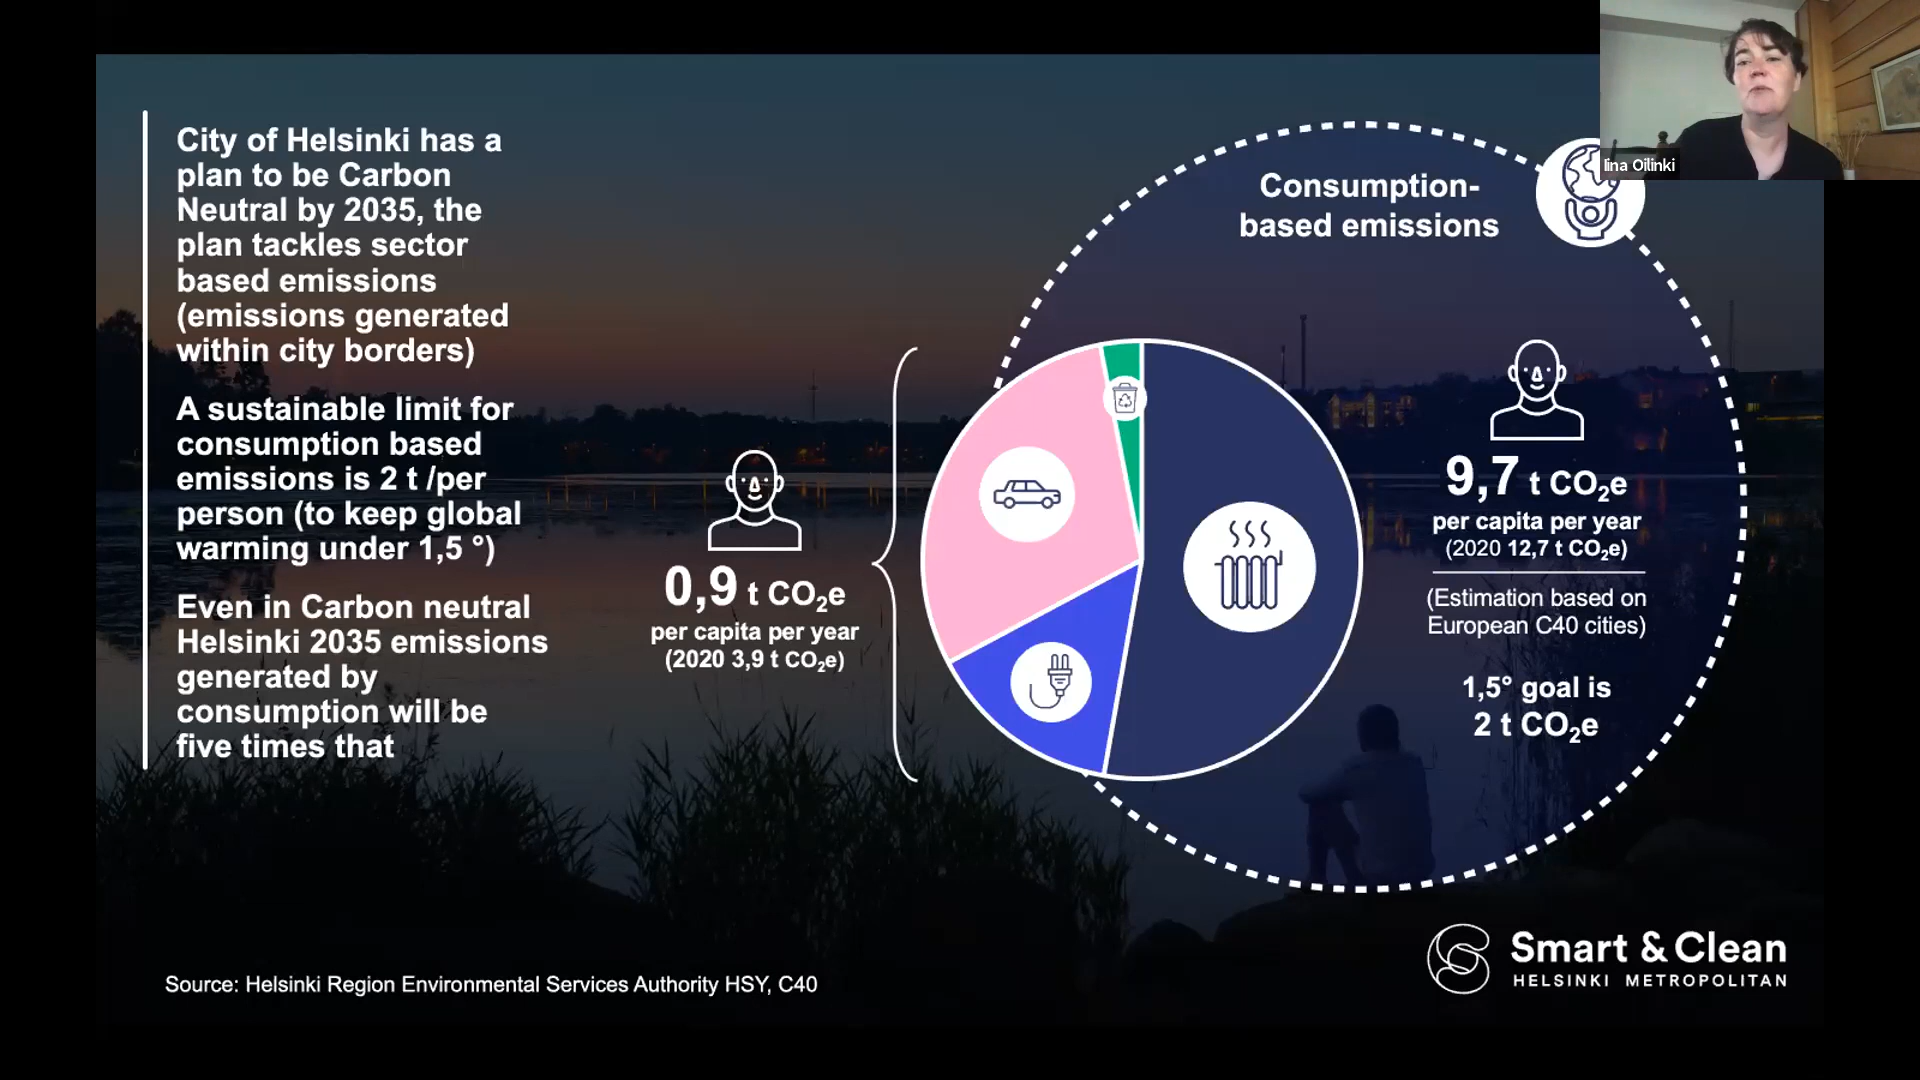 City of Helsinki has a
plan to be Carbon
Neutral by 2035, the
plan tackles sector
based emissions
(emissions generated
within city borders)
A sustainable limit for
consumption based
emissions is 2 t /per
person (to keep global
warming under 1,5 °)
Even in Carbon neutral
Helsinki 2035 emissions
generated by
consumption will be
five times that
0,9 t CO₂e
per capita per year
(2020 3,9 t CO₂e)
Consumption-
based emissions
9,7 t CO₂e
per capita per year
(2020 12,7 t CO₂e)
(Estimation based on
European C40 cities)
1,5° goal is
2 t CO₂e
Iina Oilinki
Source: Helsinki Region Environmental Services Authority HSY, C40
Smart & Clean
HELSINKI METROPOLITAN